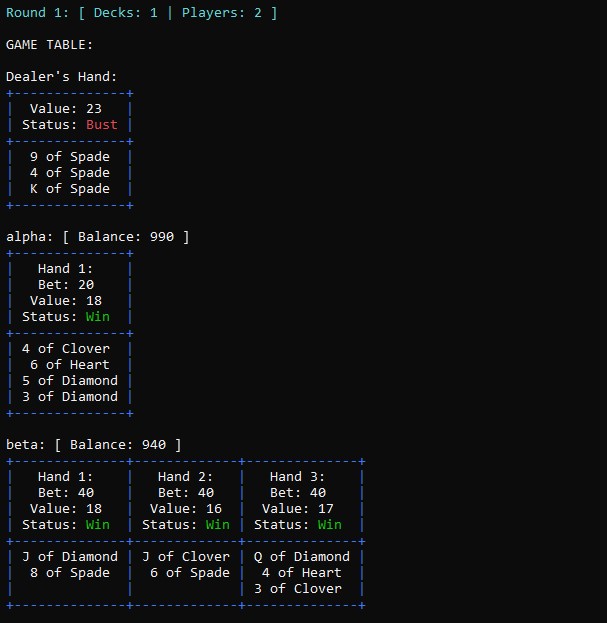 Round 1: [ Decks: 1 | Players: 2 ]
GAME TABLE:
Dealer's Hand:
+--------------+
|  Value: 23   |
| Status: Bust |
+--------------+
|  9 of Spade  |
|  4 of Spade  |
|  K of Spade  |
+--------------+
alpha: [ Balance: 990 ]
+--------------+
|   Hand 1:    |
|   Bet: 20    |
|  Value: 18   |
| Status: Win  |
+--------------+
| 4 of Clover  |
|  6 of Heart  |
| 5 of Diamond |
| 3 of Diamond |
+--------------+
beta: [ Balance: 940 ]
+--------------+-------------+--------------+
|   Hand 1:    |   Hand 2:   |   Hand 3:    |
|   Bet: 40    |   Bet: 40   |   Bet: 40    |
|  Value: 18   |  Value: 16  |  Value: 17   |
| Status: Win  | Status: Win | Status: Win  |
+--------------+-------------+--------------+
| J of Diamond | J of Clover | Q of Diamond |
|  8 of Spade  |  6 of Spade |  4 of Heart  |
|              |             | 3 of Clover  |
+--------------+-------------+--------------+